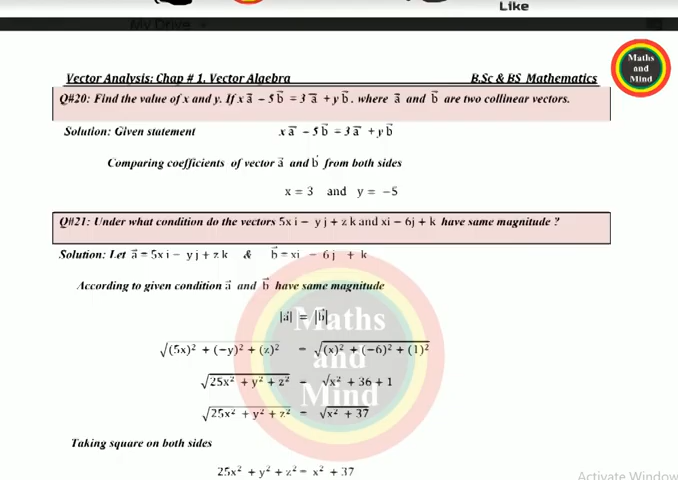 Like
My Drive
Vector Analysis: Chap # 1. Vector Algebra B.Sc & BS Mathematics
Maths
and
Mind
Q#20: Find the value of x and y. If x a⃗ − 5 b⃗ = 3 a⃗ + y b⃗. where a⃗ and b⃗ are two collinear vectors.
Solution: Given statement x a⃗ − 5 b⃗ = 3 a⃗ + y b⃗
Comparing coefficients of vector a⃗ and b⃗ from both sides
x = 3 and y = −5
Q#21: Under what condition do the vectors 5x i − y j + z k and xi − 6j + k have same magnitude ?
Solution: Let a⃗ = 5x i − y j + z k & b⃗ = xi − 6j + k
According to given condition a⃗ and b⃗ have same magnitude
|a⃗| = |b⃗|
√(5x)² + (−y)² + (z)² = √(x)² + (−6)² + (1)²
√25x² + y² + z² = √x² + 36 + 1
√25x² + y² + z² = √x² + 37
Maths
and
Mind
Taking square on both sides
25x² + y² + z² = x² + 37
Activate Window